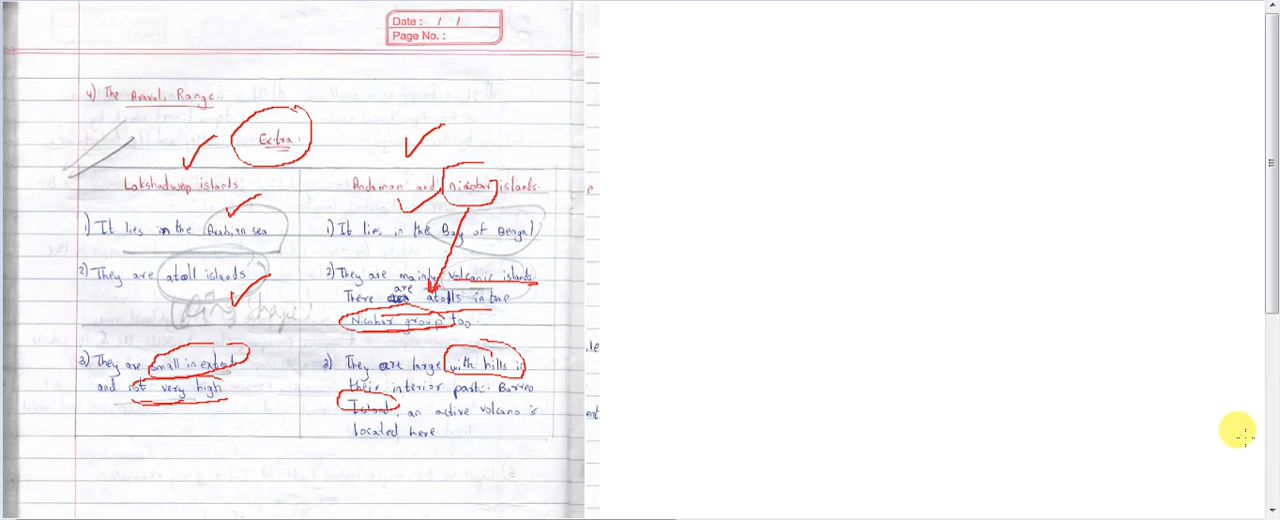 Date : / /
Page No. :
4) The Aravali Range.
Extra.
Lakshadweep islands
Andaman and nicobar islands.
1) It lies in the Arabian sea
1) It lies in the Bay of Bengal
2) They are atoll islands
2) They are mainly volcanic islands.
There are atolls in the
Nicobar group too.
Ring shape
3) They are small in extent
and not very high
3) They are large with hills in
their interior part. Barren
Island, an active volcano is
located here